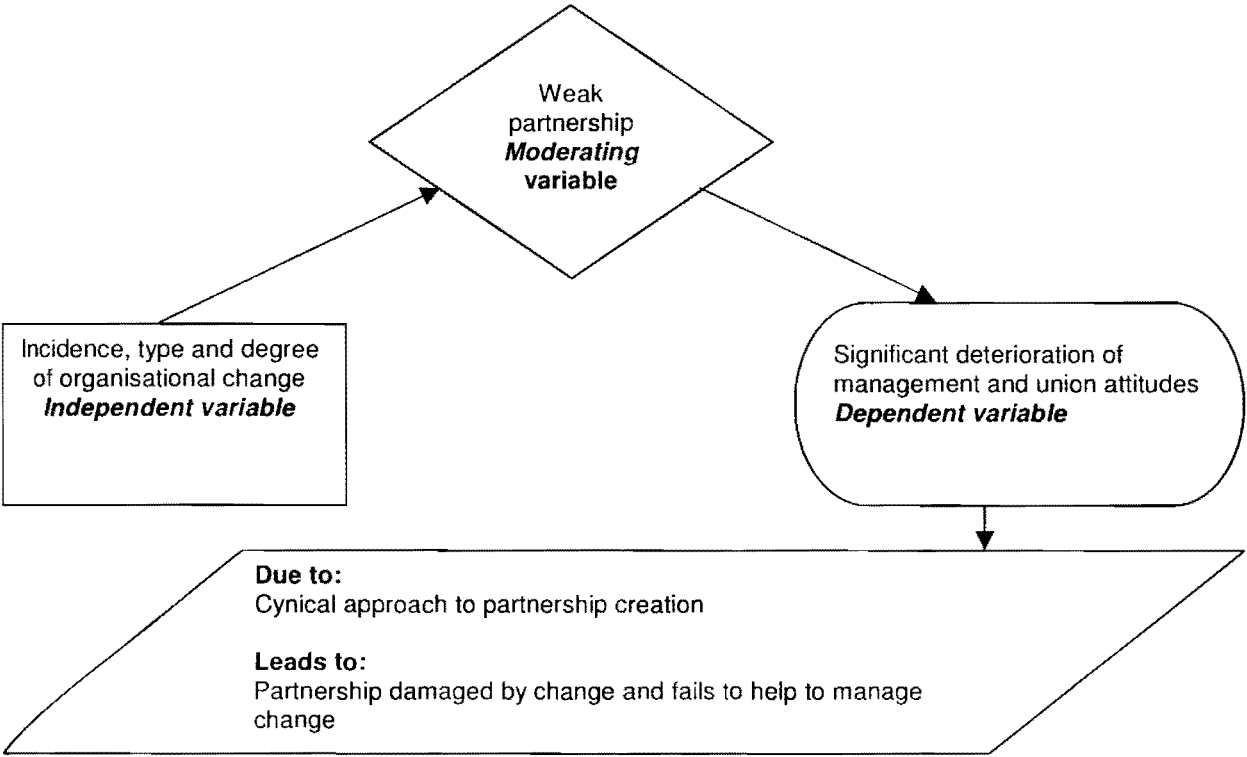 Weak
partnership
Moderating
variable
Incidence, type and degree
of organisational change
Independent variable
Significant deterioration of
management and union attitudes
Dependent variable
Due to:
Cynical approach to partnership creation
Leads to:
Partnership damaged by change and fails to help to manage
change